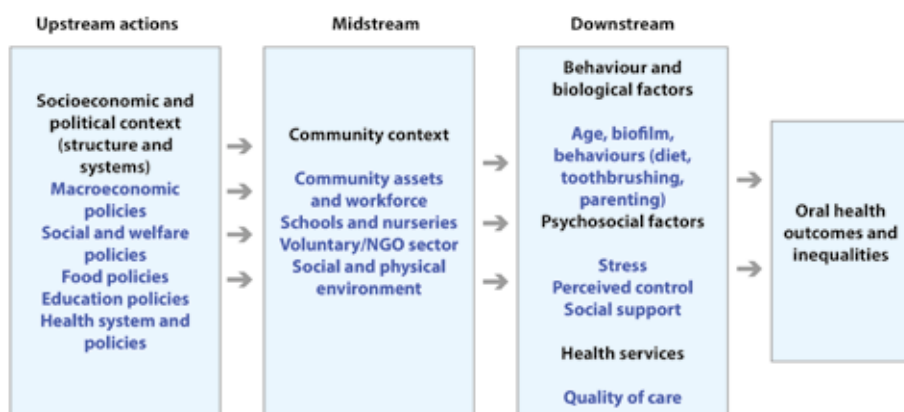 Upstream actions
Socioeconomic and
political context
(structure and
systems)
Macroeconomic
policies
Social and welfare
policies
Food policies
Education policies
Health system and
policies
Midstream
Community context
Community assets
and workforce
Schools and nurseries
Voluntary/NGO sector
Social and physical
environment
Downstream
Behaviour and
biological factors
Age, biofilm,
behaviours (diet,
toothbrushing,
parenting)
Psychosocial factors
Stress
Perceived control
Social support
Health services
Quality of care
Oral health
outcomes and
inequalities